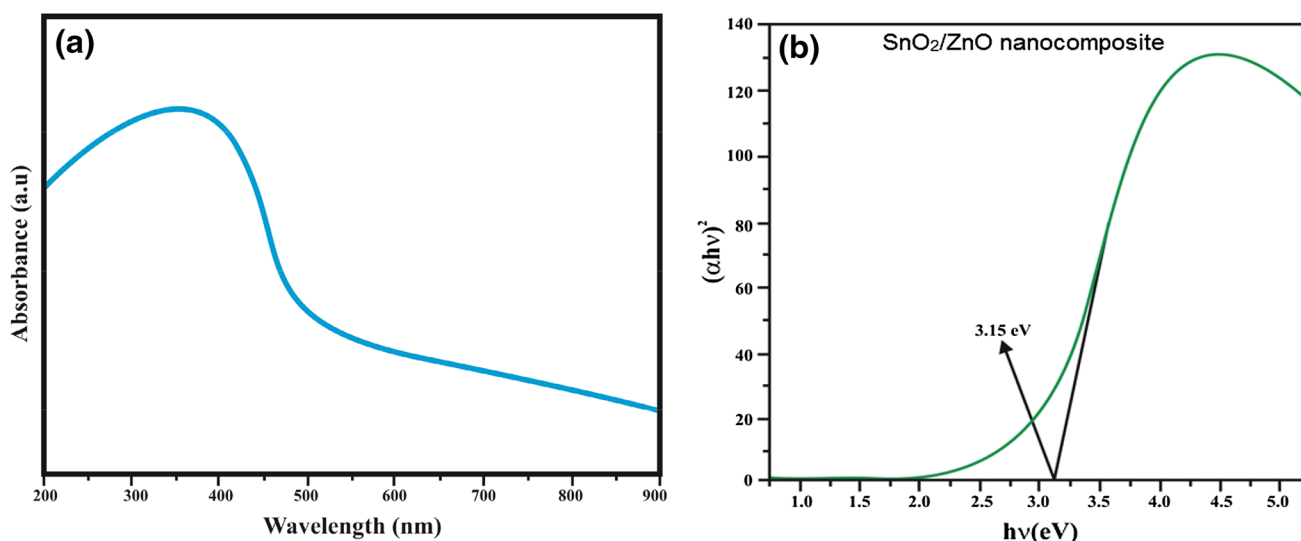 (a)
Absorbance (a.u)
200 300 400 500 600 700 800 900
Wavelength (nm)
(b)
SnO₂/ZnO nanocomposite
140
120
100
80
60
40
20
0
(αhν)²
3.15 eV
1.0 1.5 2.0 2.5 3.0 3.5 4.0 4.5 5.0
hν(eV)